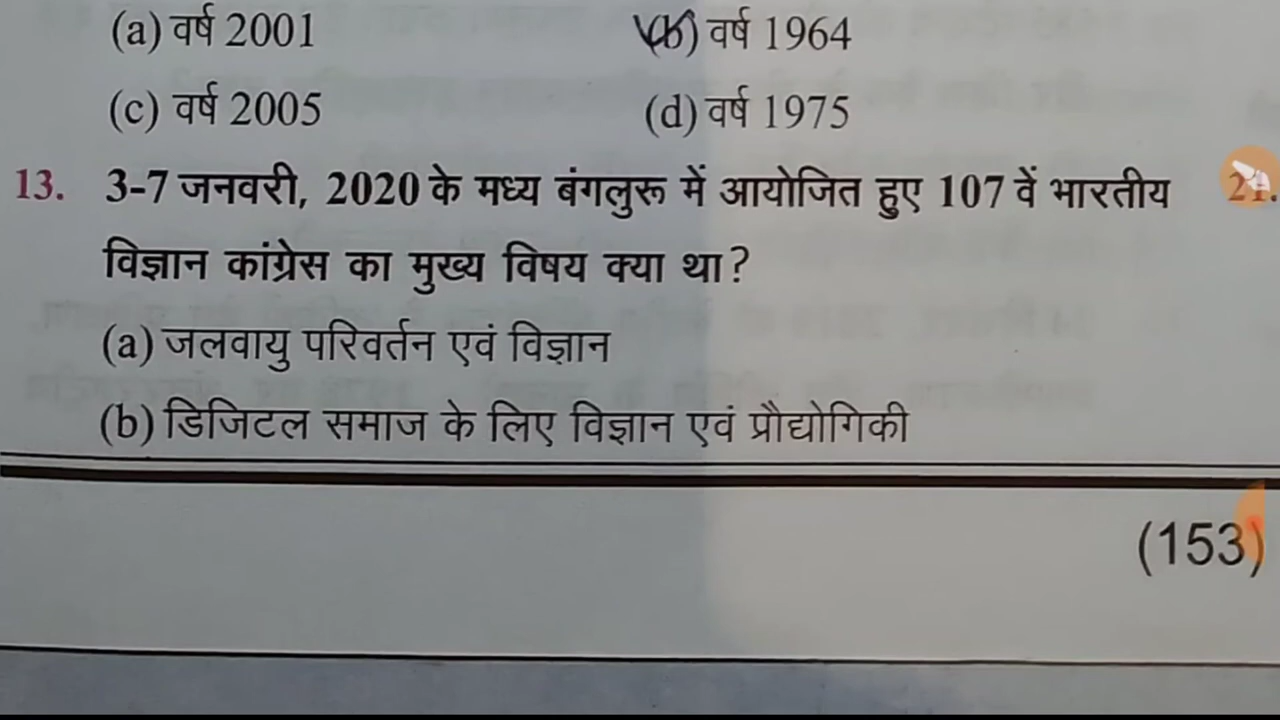 (a) वर्ष 2001 (b) वर्ष 1964
(c) वर्ष 2005 (d) वर्ष 1975
13. 3-7 जनवरी, 2020 के मध्य बंगलुरू में आयोजित हुए 107 वें भारतीय
विज्ञान कांग्रेस का मुख्य विषय क्या था?
(a) जलवायु परिवर्तन एवं विज्ञान
(b) डिजिटल समाज के लिए विज्ञान एवं प्रौद्योगिकी
(153)